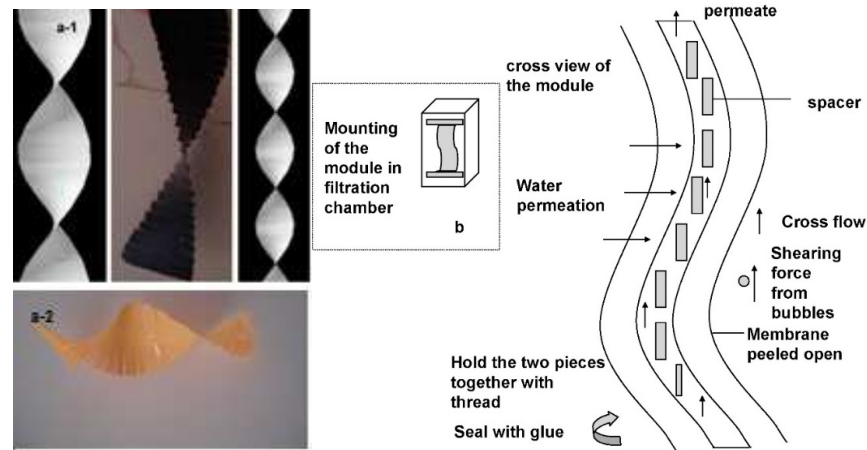 a-1
a-2
Mounting
of the
module in
filtration
chamber
b
permeate
cross view of
the module
spacer
Water
permeation
Cross flow
Shearing
force
from
bubbles
Membrane
peeled open
Hold the two pieces
together with
thread
Seal with glue